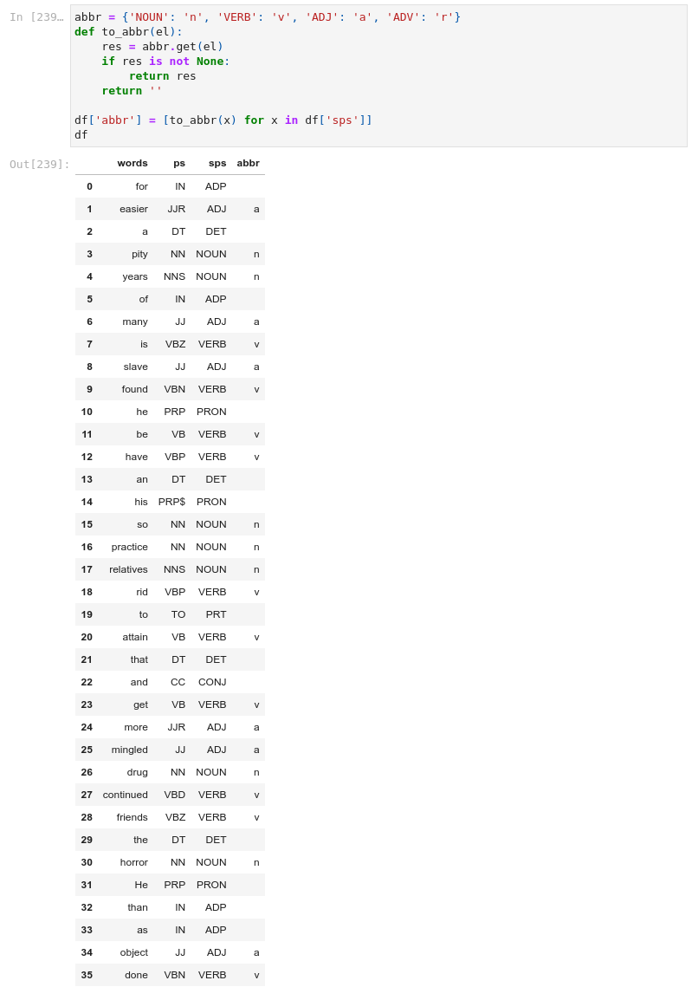 In [239…
abbr = {'NOUN': 'n', 'VERB': 'v', 'ADJ': 'a', 'ADV': 'r'}
def to_abbr(el):
    res = abbr.get(el)
    if res is not None:
        return res
    return ''
df['abbr'] = [to_abbr(x) for x in df['sps']]
df
Out[239]:
words ps sps abbr
0 for IN ADP
1 easier JJR ADJ a
2 a DT DET
3 pity NN NOUN n
4 years NNS NOUN n
5 of IN ADP
6 many JJ ADJ a
7 is VBZ VERB v
8 slave JJ ADJ a
9 found VBN VERB v
10 he PRP PRON
11 be VB VERB v
12 have VBP VERB v
13 an DT DET
14 his PRP$ PRON
15 so NN NOUN n
16 practice NN NOUN n
17 relatives NNS NOUN n
18 rid VBP VERB v
19 to TO PRT
20 attain VB VERB v
21 that DT DET
22 and CC CONJ
23 get VB VERB v
24 more JJR ADJ a
25 mingled JJ ADJ a
26 drug NN NOUN n
27 continued VBD VERB v
28 friends VBZ VERB v
29 the DT DET
30 horror NN NOUN n
31 He PRP PRON
32 than IN ADP
33 as IN ADP
34 object JJ ADJ a
35 done VBN VERB v